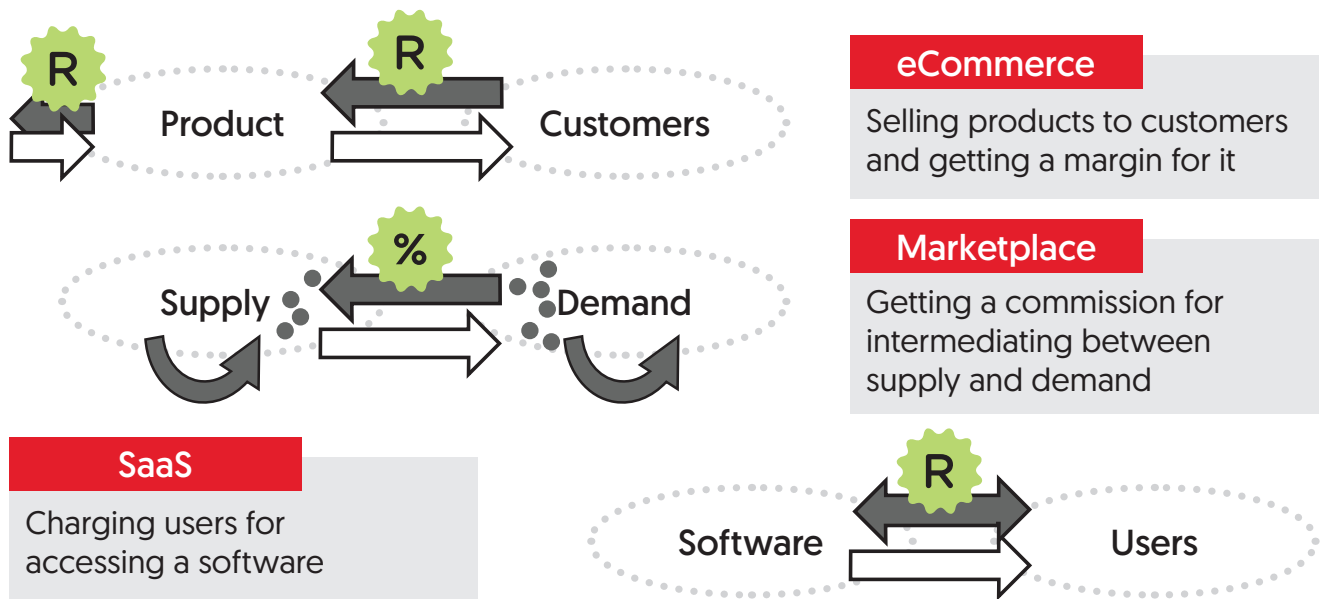 R
R
Product
Customers
eCommerce
Selling products to customers
and getting a margin for it
%
Supply
Demand
Marketplace
Getting a commission for
intermediating between
supply and demand
SaaS
Charging users for
accessing a software
R
Software
Users